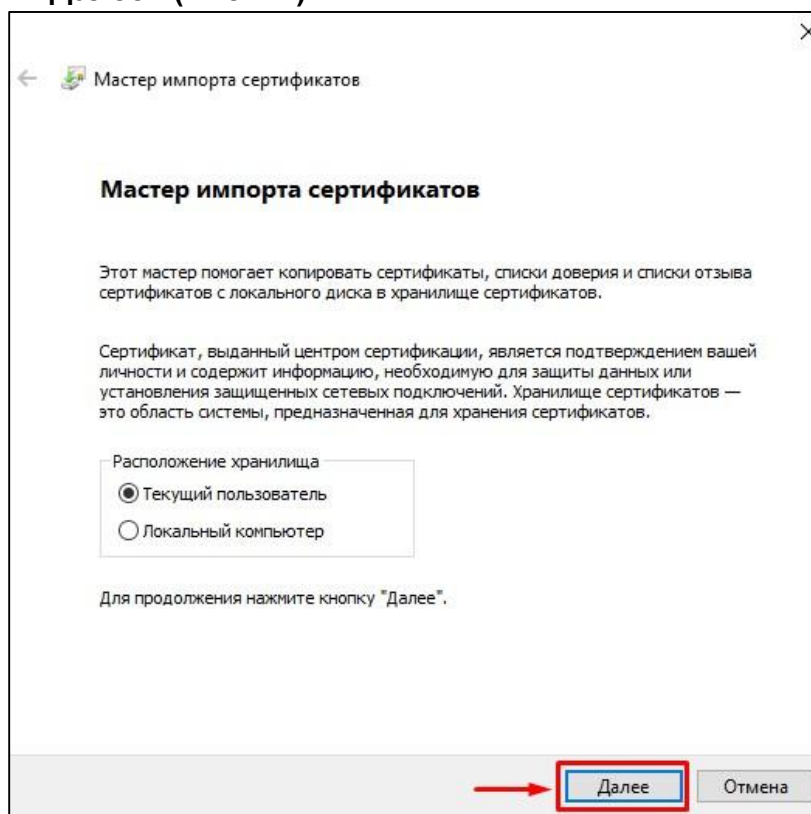 Мастер импорта сертификатов
Мастер импорта сертификатов
Этот мастер помогает копировать сертификаты, списки доверия и списки отзыва
сертификатов с локального диска в хранилище сертификатов.
Сертификат, выданный центром сертификации, является подтверждением вашей
личности и содержит информацию, необходимую для защиты данных или
установления защищенных сетевых подключений. Хранилище сертификатов —
это область системы, предназначенная для хранения сертификатов.
Расположение хранилища
Текущий пользователь
Локальный компьютер
Для продолжения нажмите кнопку "Далее".
Далее
Отмена